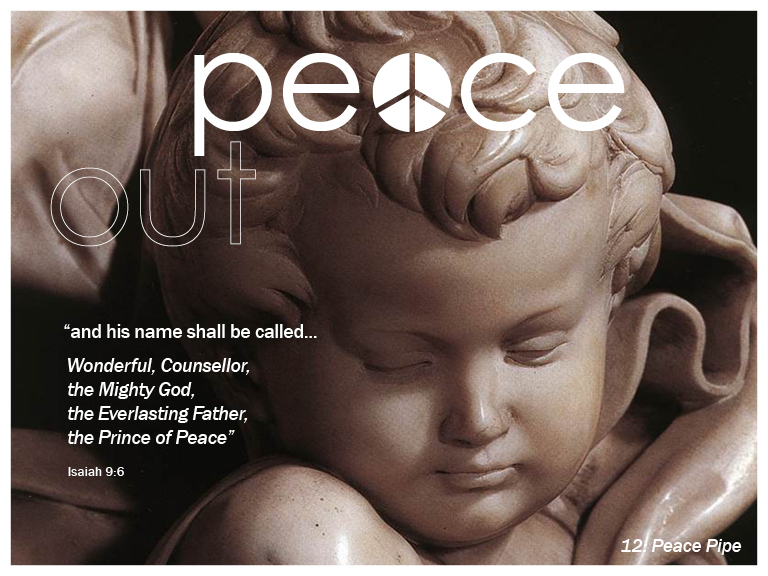 peace
out
“and his name shall be called...
Wonderful, Counsellor,
the Mighty God,
the Everlasting Father,
the Prince of Peace”
Isaiah 9:6
12: Peace Pipe